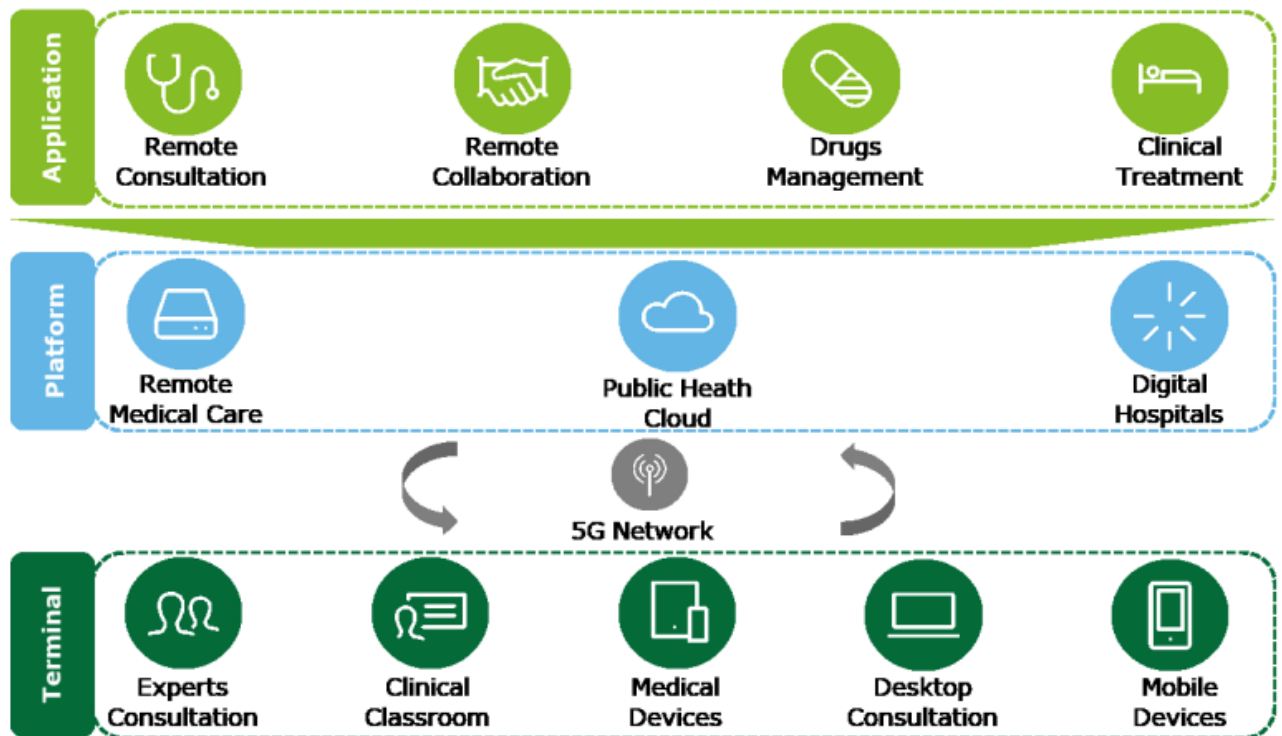 Application
Remote
Consultation
Remote
Collaboration
Drugs
Management
Clinical
Treatment
Platform
Remote
Medical Care
Public Heath
Cloud
Digital
Hospitals
5G Network
Terminal
Experts
Consultation
Clinical
Classroom
Medical
Devices
Desktop
Consultation
Mobile
Devices